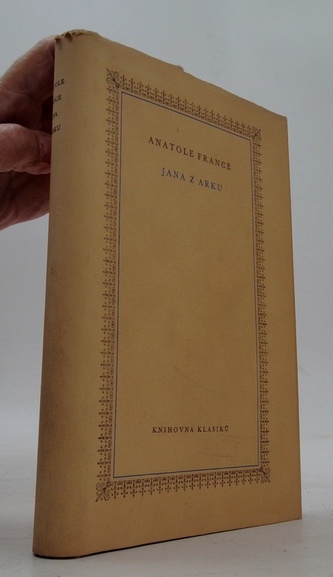 ANATOLE FRANCE
JANA Z ARKU
KNIHOVNA KLASIKŮ